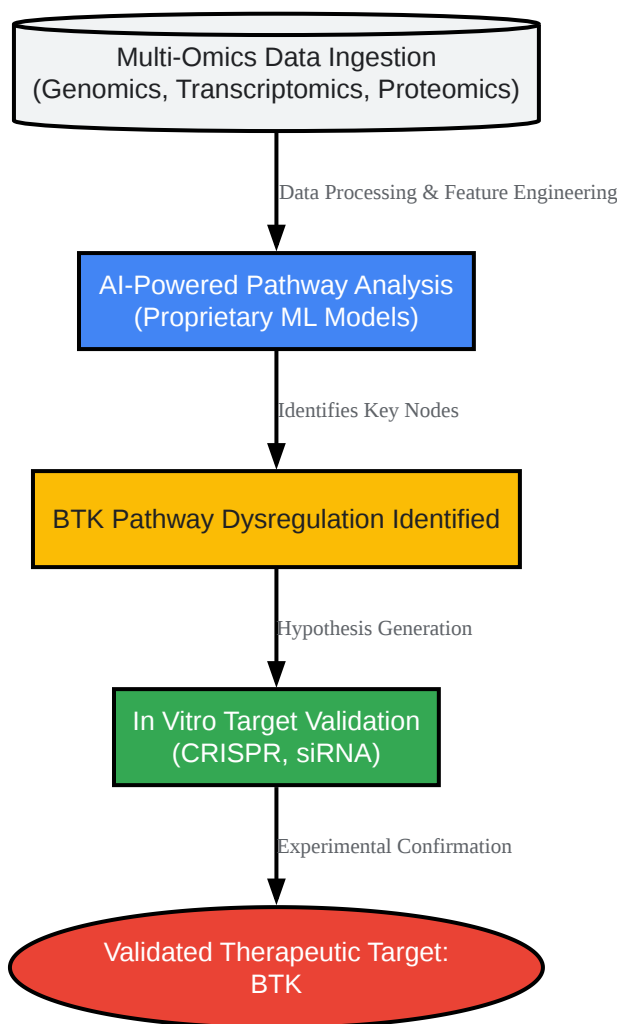 Multi-Omics Data Ingestion
(Genomics, Transcriptomics, Proteomics)
Data Processing & Feature Engineering
AI-Powered Pathway Analysis
(Proprietary ML Models)
Identifies Key Nodes
BTK Pathway Dysregulation Identified
Hypothesis Generation
In Vitro Target Validation
(CRISPR, siRNA)
Experimental Confirmation
Validated Therapeutic Target:
BTK